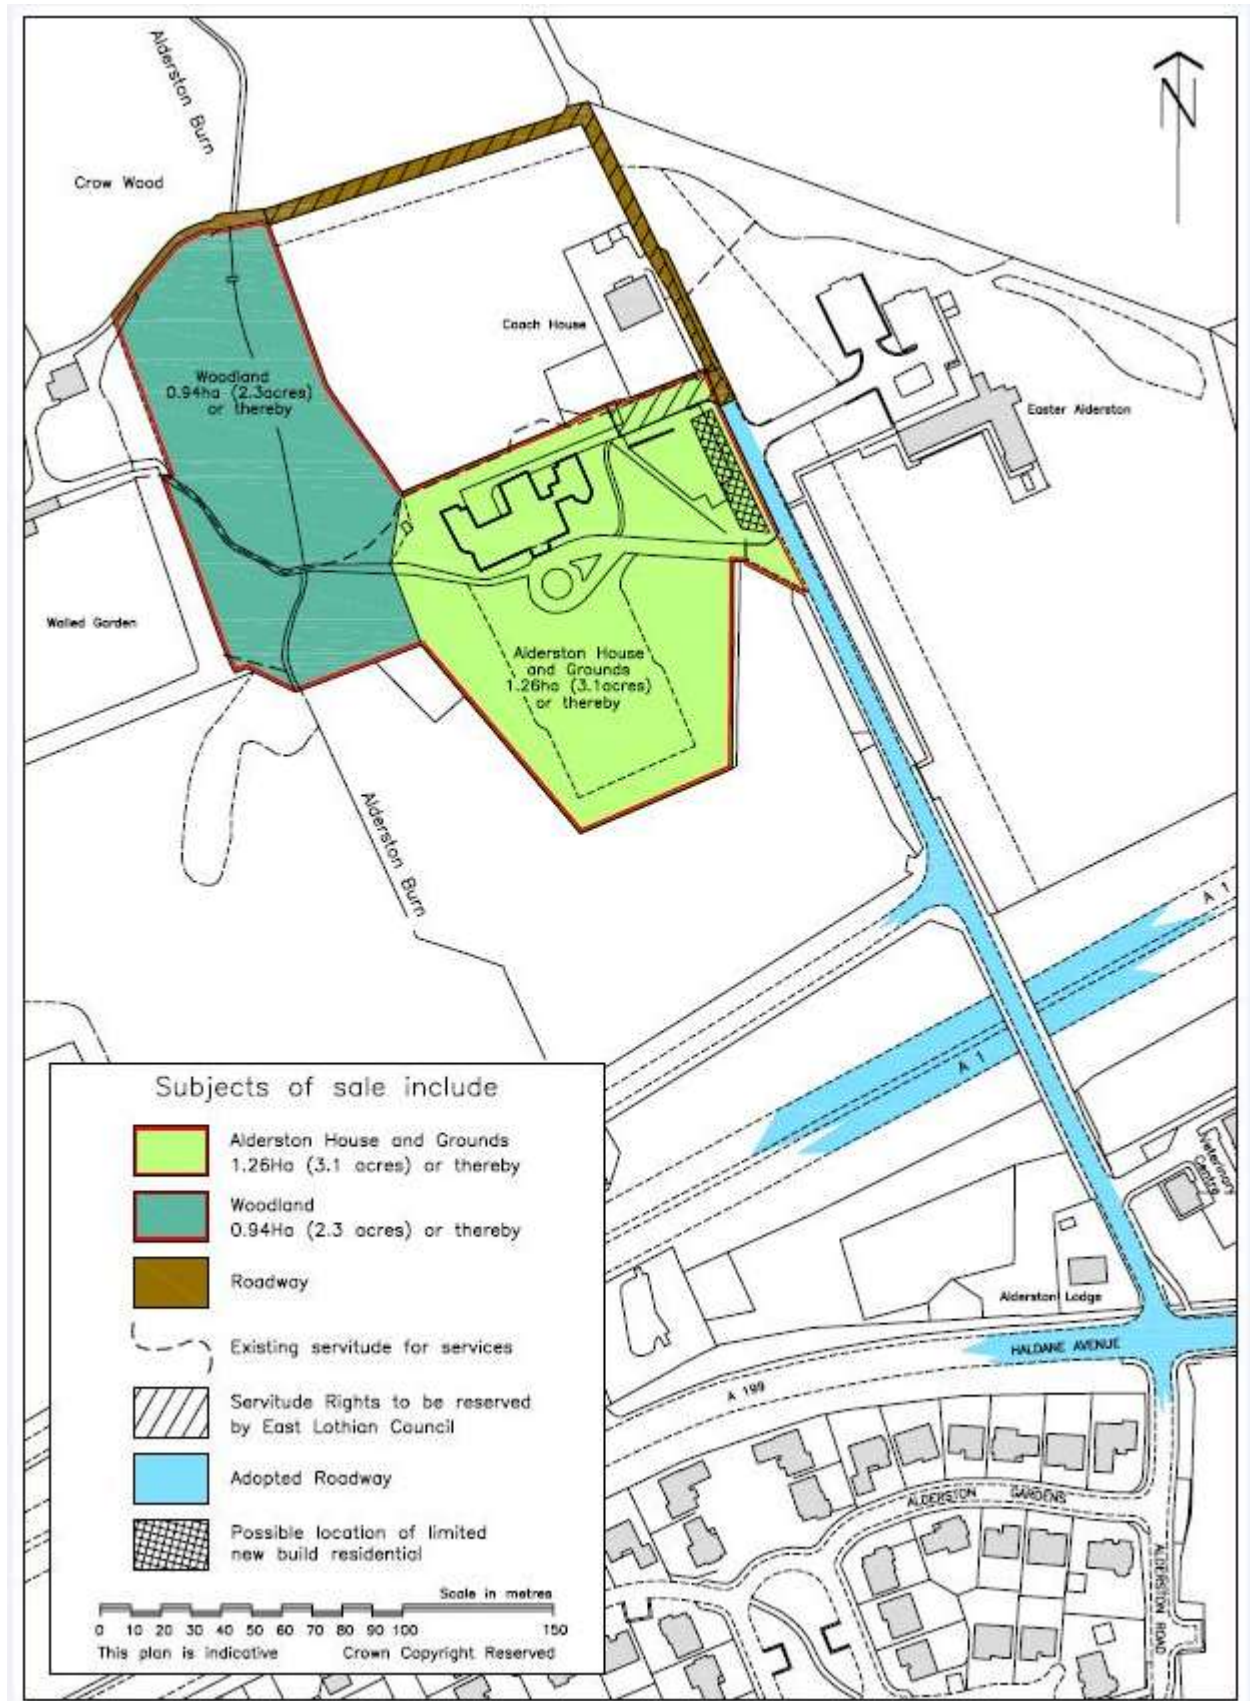 Alderston Burn
N
Crow Wood
Coach House
Woodland
0.94ha (2.3acres)
or thereby
Easter Alderston
Walled Garden
Alderston House
and Grounds
1.26ha (3.1acres)
or thereby
Alderston Burn
A 1
A 1
Veterinary
Centre
Alderston Lodge
HALDANE AVENUE
A 199
ALDERSTON GARDENS
ALDERSTON ROAD
Subjects of sale include
Alderston House and Grounds
1.26Ha (3.1 acres) or thereby
Woodland
0.94Ha (2.3 acres) or thereby
Roadway
Existing servitude for services
Servitude Rights to be reserved
by East Lothian Council
Adopted Roadway
Possible location of limited
new build residential
Scale in metres
0 10 20 30 40 50 60 70 80 90 100 150
This plan is indicative Crown Copyright Reserved